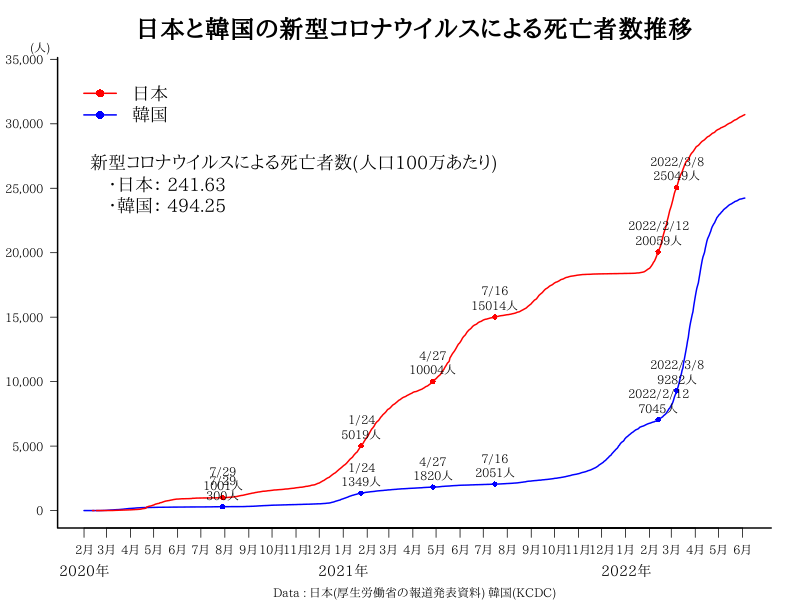 日本と韓国の新型コロナウイルスによる死亡者数推移
(人)
35,000
30,000
25,000
20,000
15,000
10,000
5,000
0
日本
韓国
新型コロナウイルスによる死亡者数(人口100万あたり)
・日本: 241.63
・韓国: 494.25
2022/3/8
25049人
2022/2/12
20059人
7/16
15014人
4/27
10004人
1/24
5019人
7/29
1001人
7/29
300人
1/24
1349人
4/27
1820人
7/16
2051人
2022/3/8
9282人
2022/2/12
7045人
2月 3月 4月 5月 6月 7月 8月 9月 10月 11月 12月 1月 2月 3月 4月 5月 6月 7月 8月 9月 10月 11月 12月 1月 2月 3月 4月 5月 6月
2020年 2021年 2022年
Data : 日本(厚生労働省の報道発表資料) 韓国(KCDC)